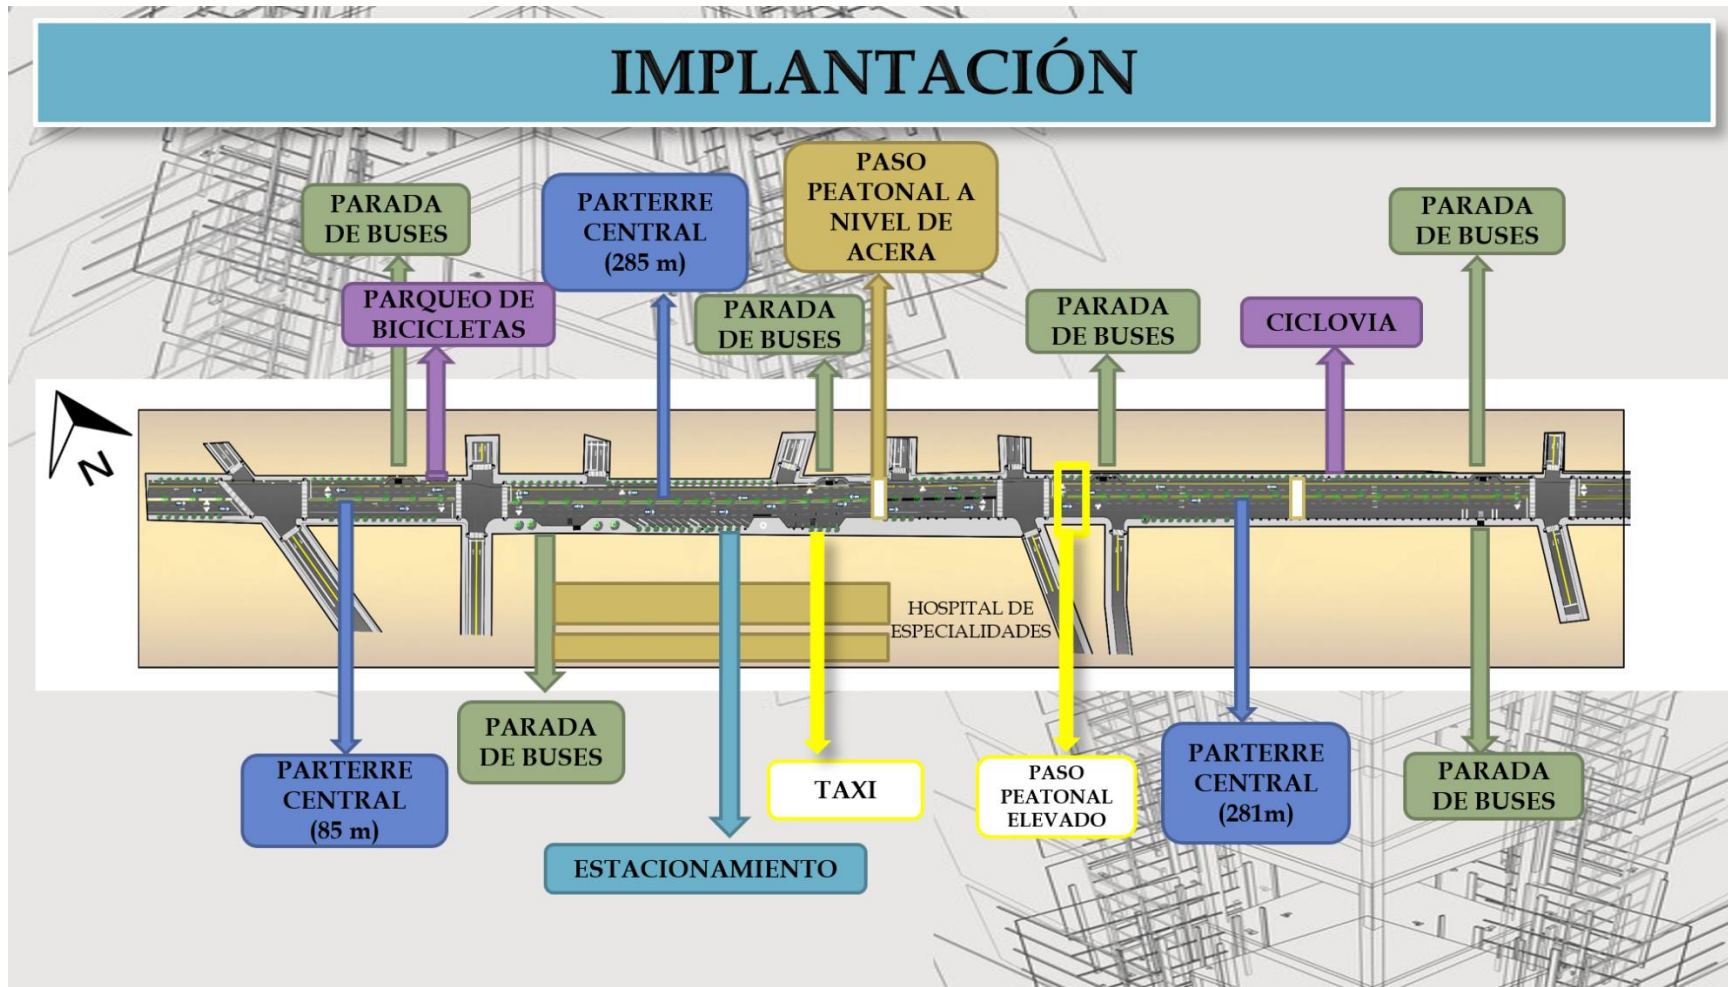 IMPLANTACIÓN
PARADA
DE BUSES
PARTERRE
CENTRAL
(285 m)
PASO
PEATONAL A
NIVEL DE
ACERA
PARADA
DE BUSES
PARQUEO DE
BICICLETAS
PARADA
DE BUSES
PARADA
DE BUSES
CICLOVIA
N
HOSPITAL DE
ESPECIALIDADES
PARTERRE
CENTRAL
(85 m)
PARADA
DE BUSES
ESTACIONAMIENTO
TAXI
PASO
PEATONAL
ELEVADO
PARTERRE
CENTRAL
(281m)
PARADA
DE BUSES